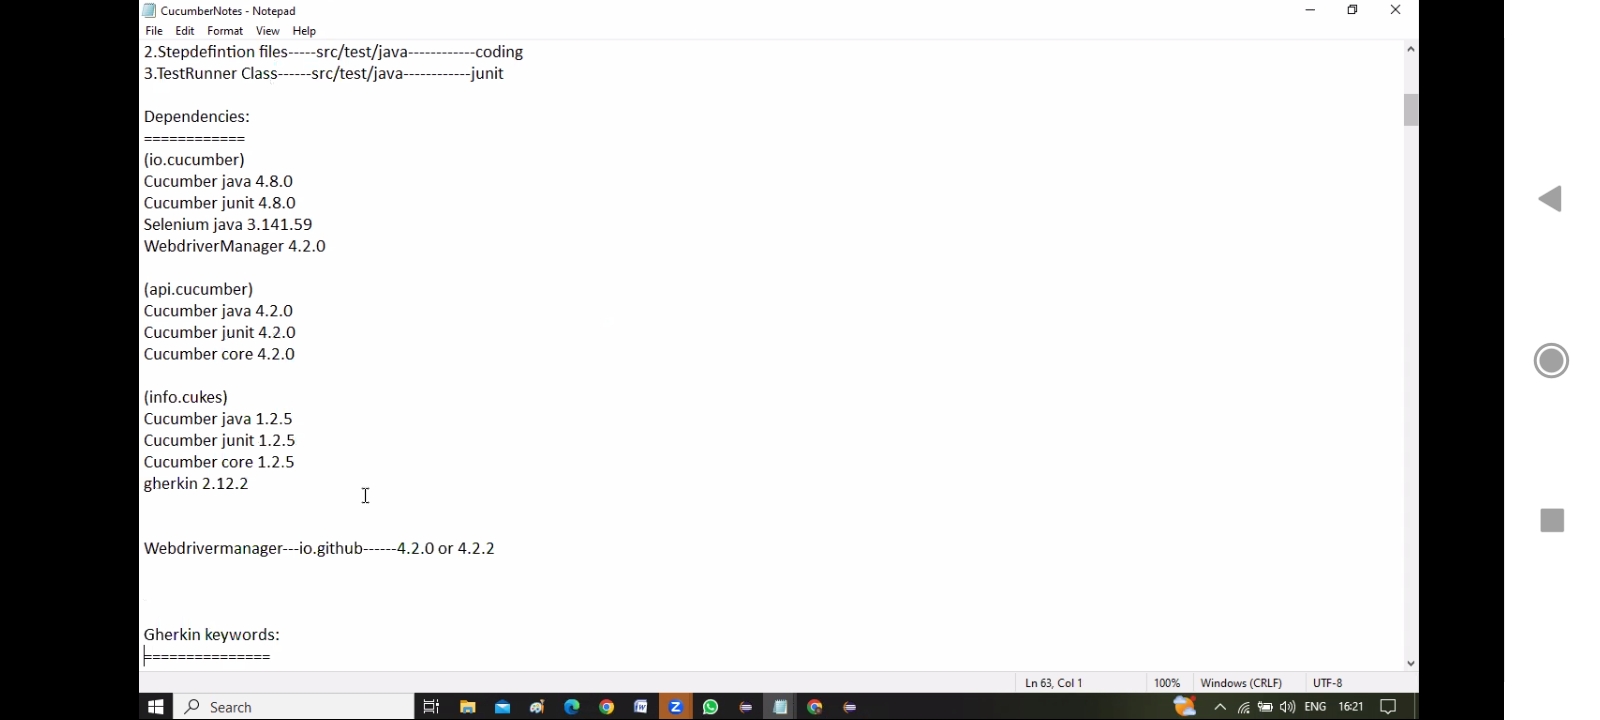 CucumberNotes - Notepad
File Edit Format View Help
2.Stepdefintion files-----src/test/java------------coding
3.TestRunner Class------src/test/java------------junit
Dependencies:
============
(io.cucumber)
Cucumber java 4.8.0
Cucumber junit 4.8.0
Selenium java 3.141.59
WebdriverManager 4.2.0
(api.cucumber)
Cucumber java 4.2.0
Cucumber junit 4.2.0
Cucumber core 4.2.0
(info.cukes)
Cucumber java 1.2.5
Cucumber junit 1.2.5
Cucumber core 1.2.5
gherkin 2.12.2
Webdrivermanager---io.github------4.2.0 or 4.2.2
Gherkin keywords:
===============
Ln 63, Col 1 100% Windows (CRLF) UTF-8
Search ENG 16:21